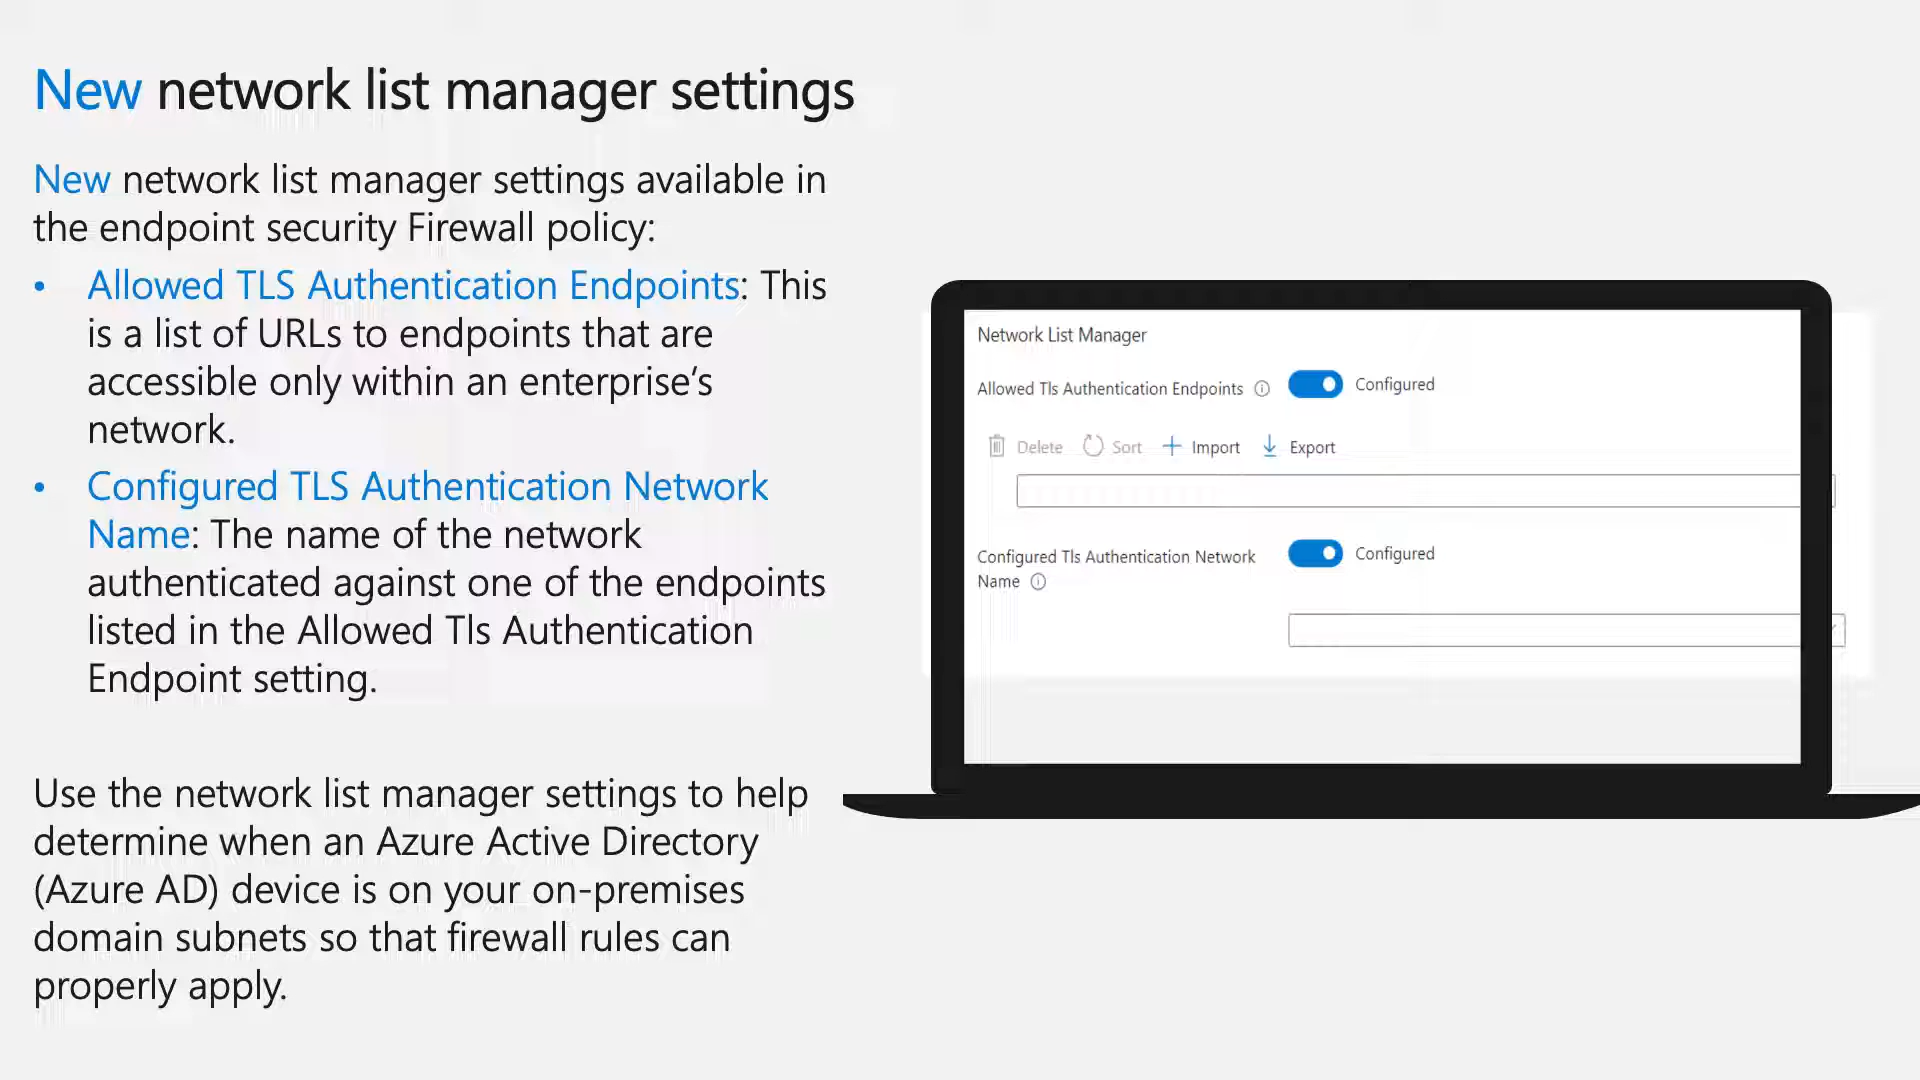 New network list manager settings
New network list manager settings available in
the endpoint security Firewall policy:
• Allowed TLS Authentication Endpoints: This
is a list of URLs to endpoints that are
accessible only within an enterprise‘s
network.
• Configured TLS Authentication Network
Name: The name of the network
authenticated against one of the endpoints
listed in the Allowed Tls Authentication
Endpoint setting.
Use the network list manager settings to help
determine when an Azure Active Directory
(Azure AD) device is on your on-premises
domain subnets so that firewall rules can
properly apply.
Network List Manager
Allowed Tls Authentication Endpoints Configured
Delete Sort Import Export
Configured Tls Authentication Network Configured
Name